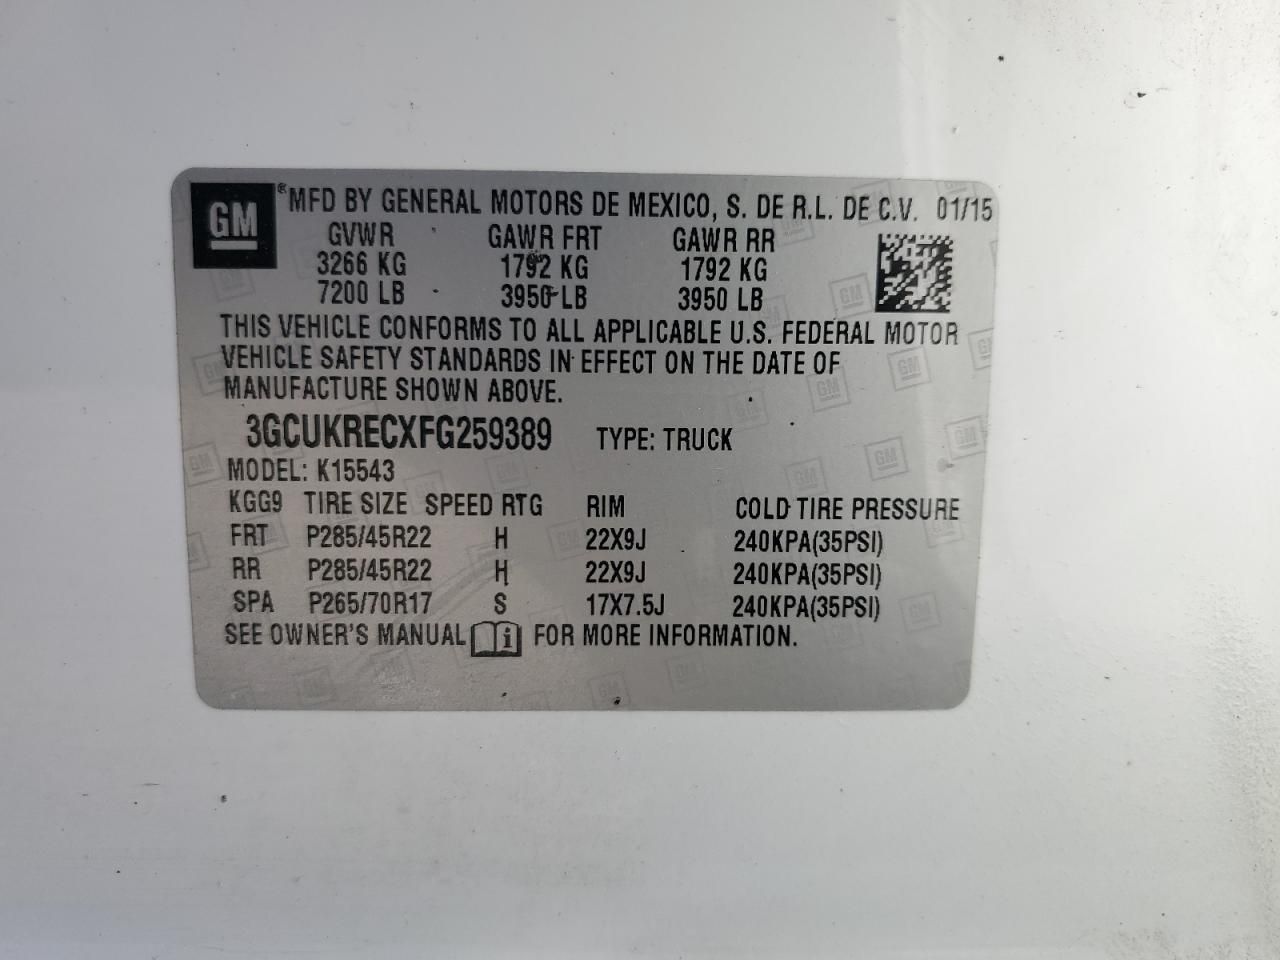 GM ® MFD BY GENERAL MOTORS DE MEXICO, S. DE R.L. DE C.V. 01/15
GVWR GAWR FRT GAWR RR
3266 KG 1792 KG 1792 KG
7200 LB 3950 LB 3950 LB
THIS VEHICLE CONFORMS TO ALL APPLICABLE U.S. FEDERAL MOTOR
VEHICLE SAFETY STANDARDS IN EFFECT ON THE DATE OF
MANUFACTURE SHOWN ABOVE.
3GCUKRECXFG259389 TYPE: TRUCK
MODEL: K15543
KGG9 TIRE SIZE SPEED RTG RIM COLD TIRE PRESSURE
FRT P285/45R22 H 22X9J 240KPA(35PSI)
RR P285/45R22 H 22X9J 240KPA(35PSI)
SPA P265/70R17 S 17X7.5J 240KPA(35PSI)
SEE OWNER'S MANUAL i FOR MORE INFORMATION.